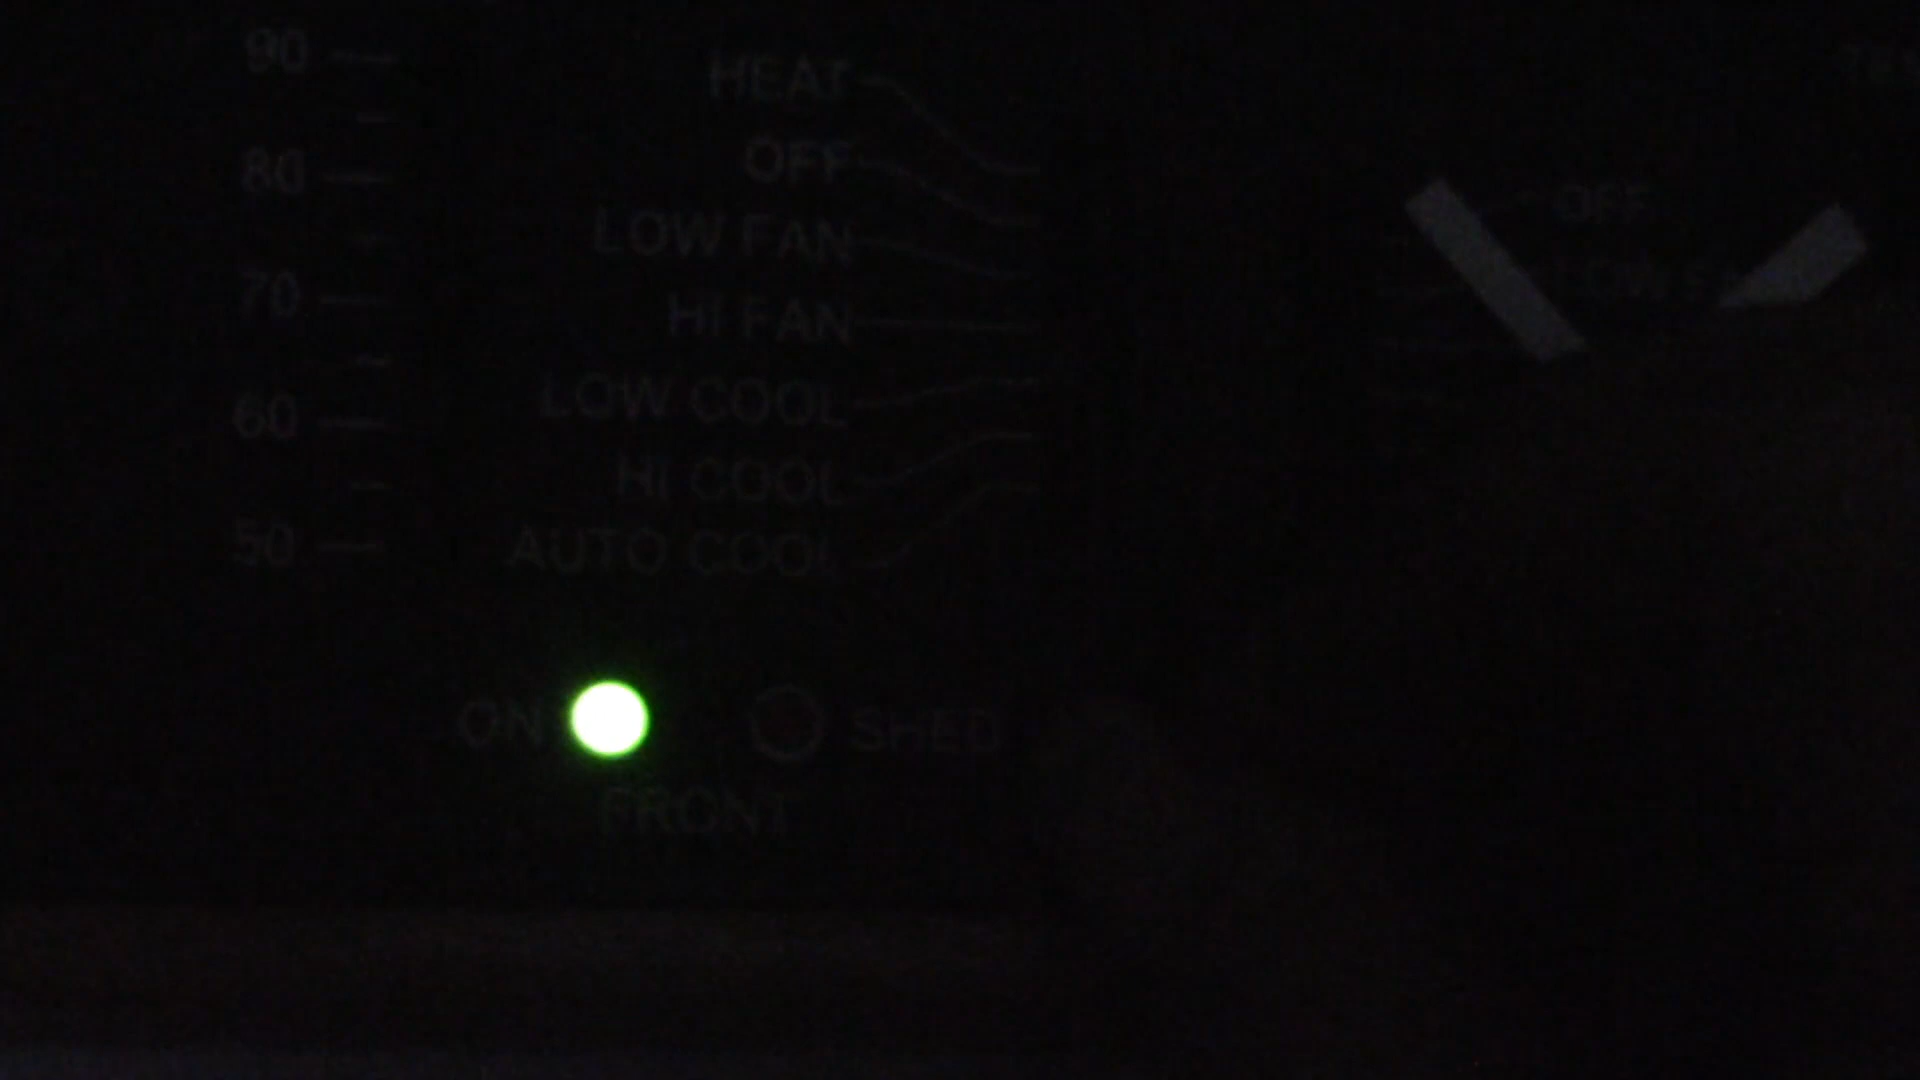 90
80
70
60
50
HEAT
OFF
LOW FAN
HI FAN
LOW COOL
HI COOL
AUTO COOL
ON
SHED
FRONT
OFF
LOW